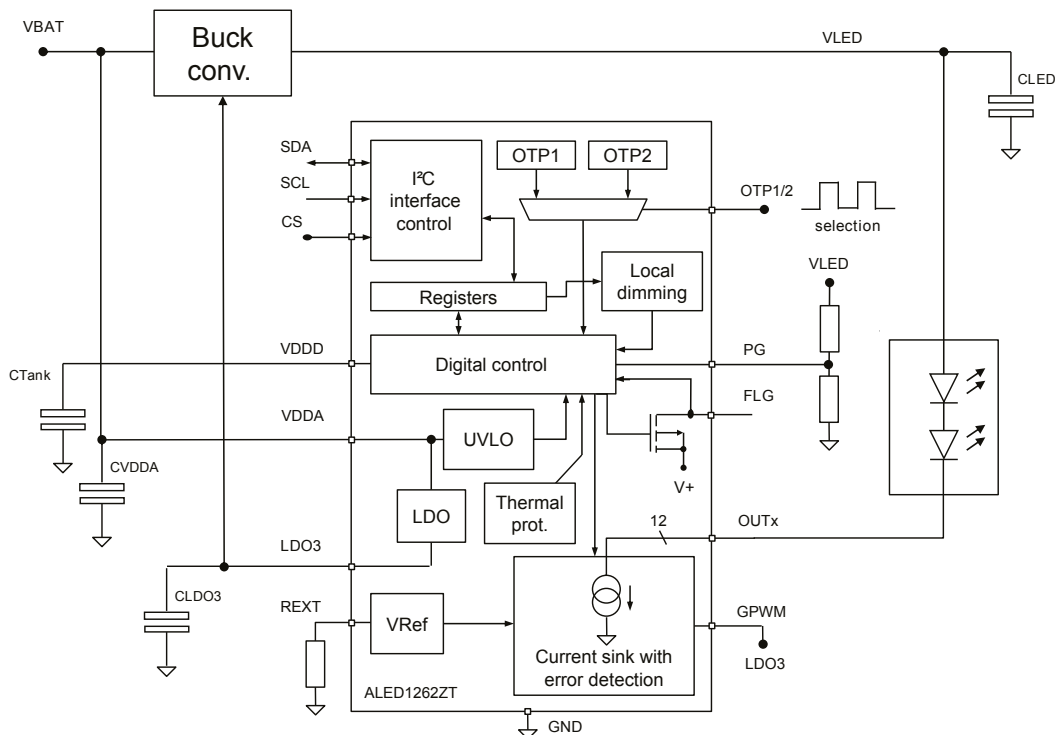 VBAT
Buck
conv.
VLED
CLED
SDA
SCL
CS
I²C
interface
control
OTP1
OTP2
OTP1/2
selection
VLED
Registers
Local
dimming
VDDD
Digital control
PG
CTank
FLG
VDDA
UVLO
V+
CVDDA
LDO
Thermal
prot.
12
OUTx
LDO3
CLDO3
REXT
VRef
GPWM
Current sink with
error detection
LDO3
ALED1262ZT
GND